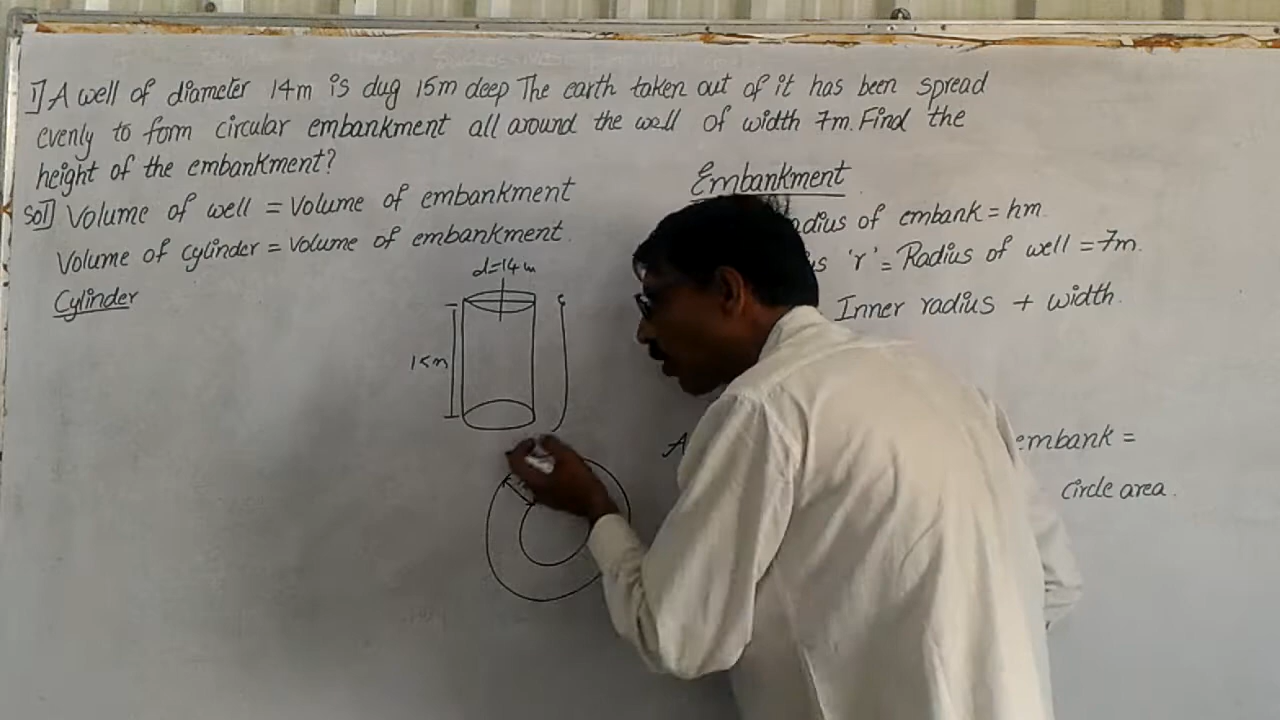 1] A well of diameter 14m is dug 15m deep The earth taken out of it has been spread
evenly to form circular embankment all around the well of width 7m. Find the
height of the embankment?
Sol] Volume of well = Volume of embankment
Volume of cylinder = Volume of embankment.
Cylinder
d=14m
15m
Embankment
adius of embank = hm
us 'r' = Radius of well = 7m.
Inner radius + width.
A
embank =
Circle area.